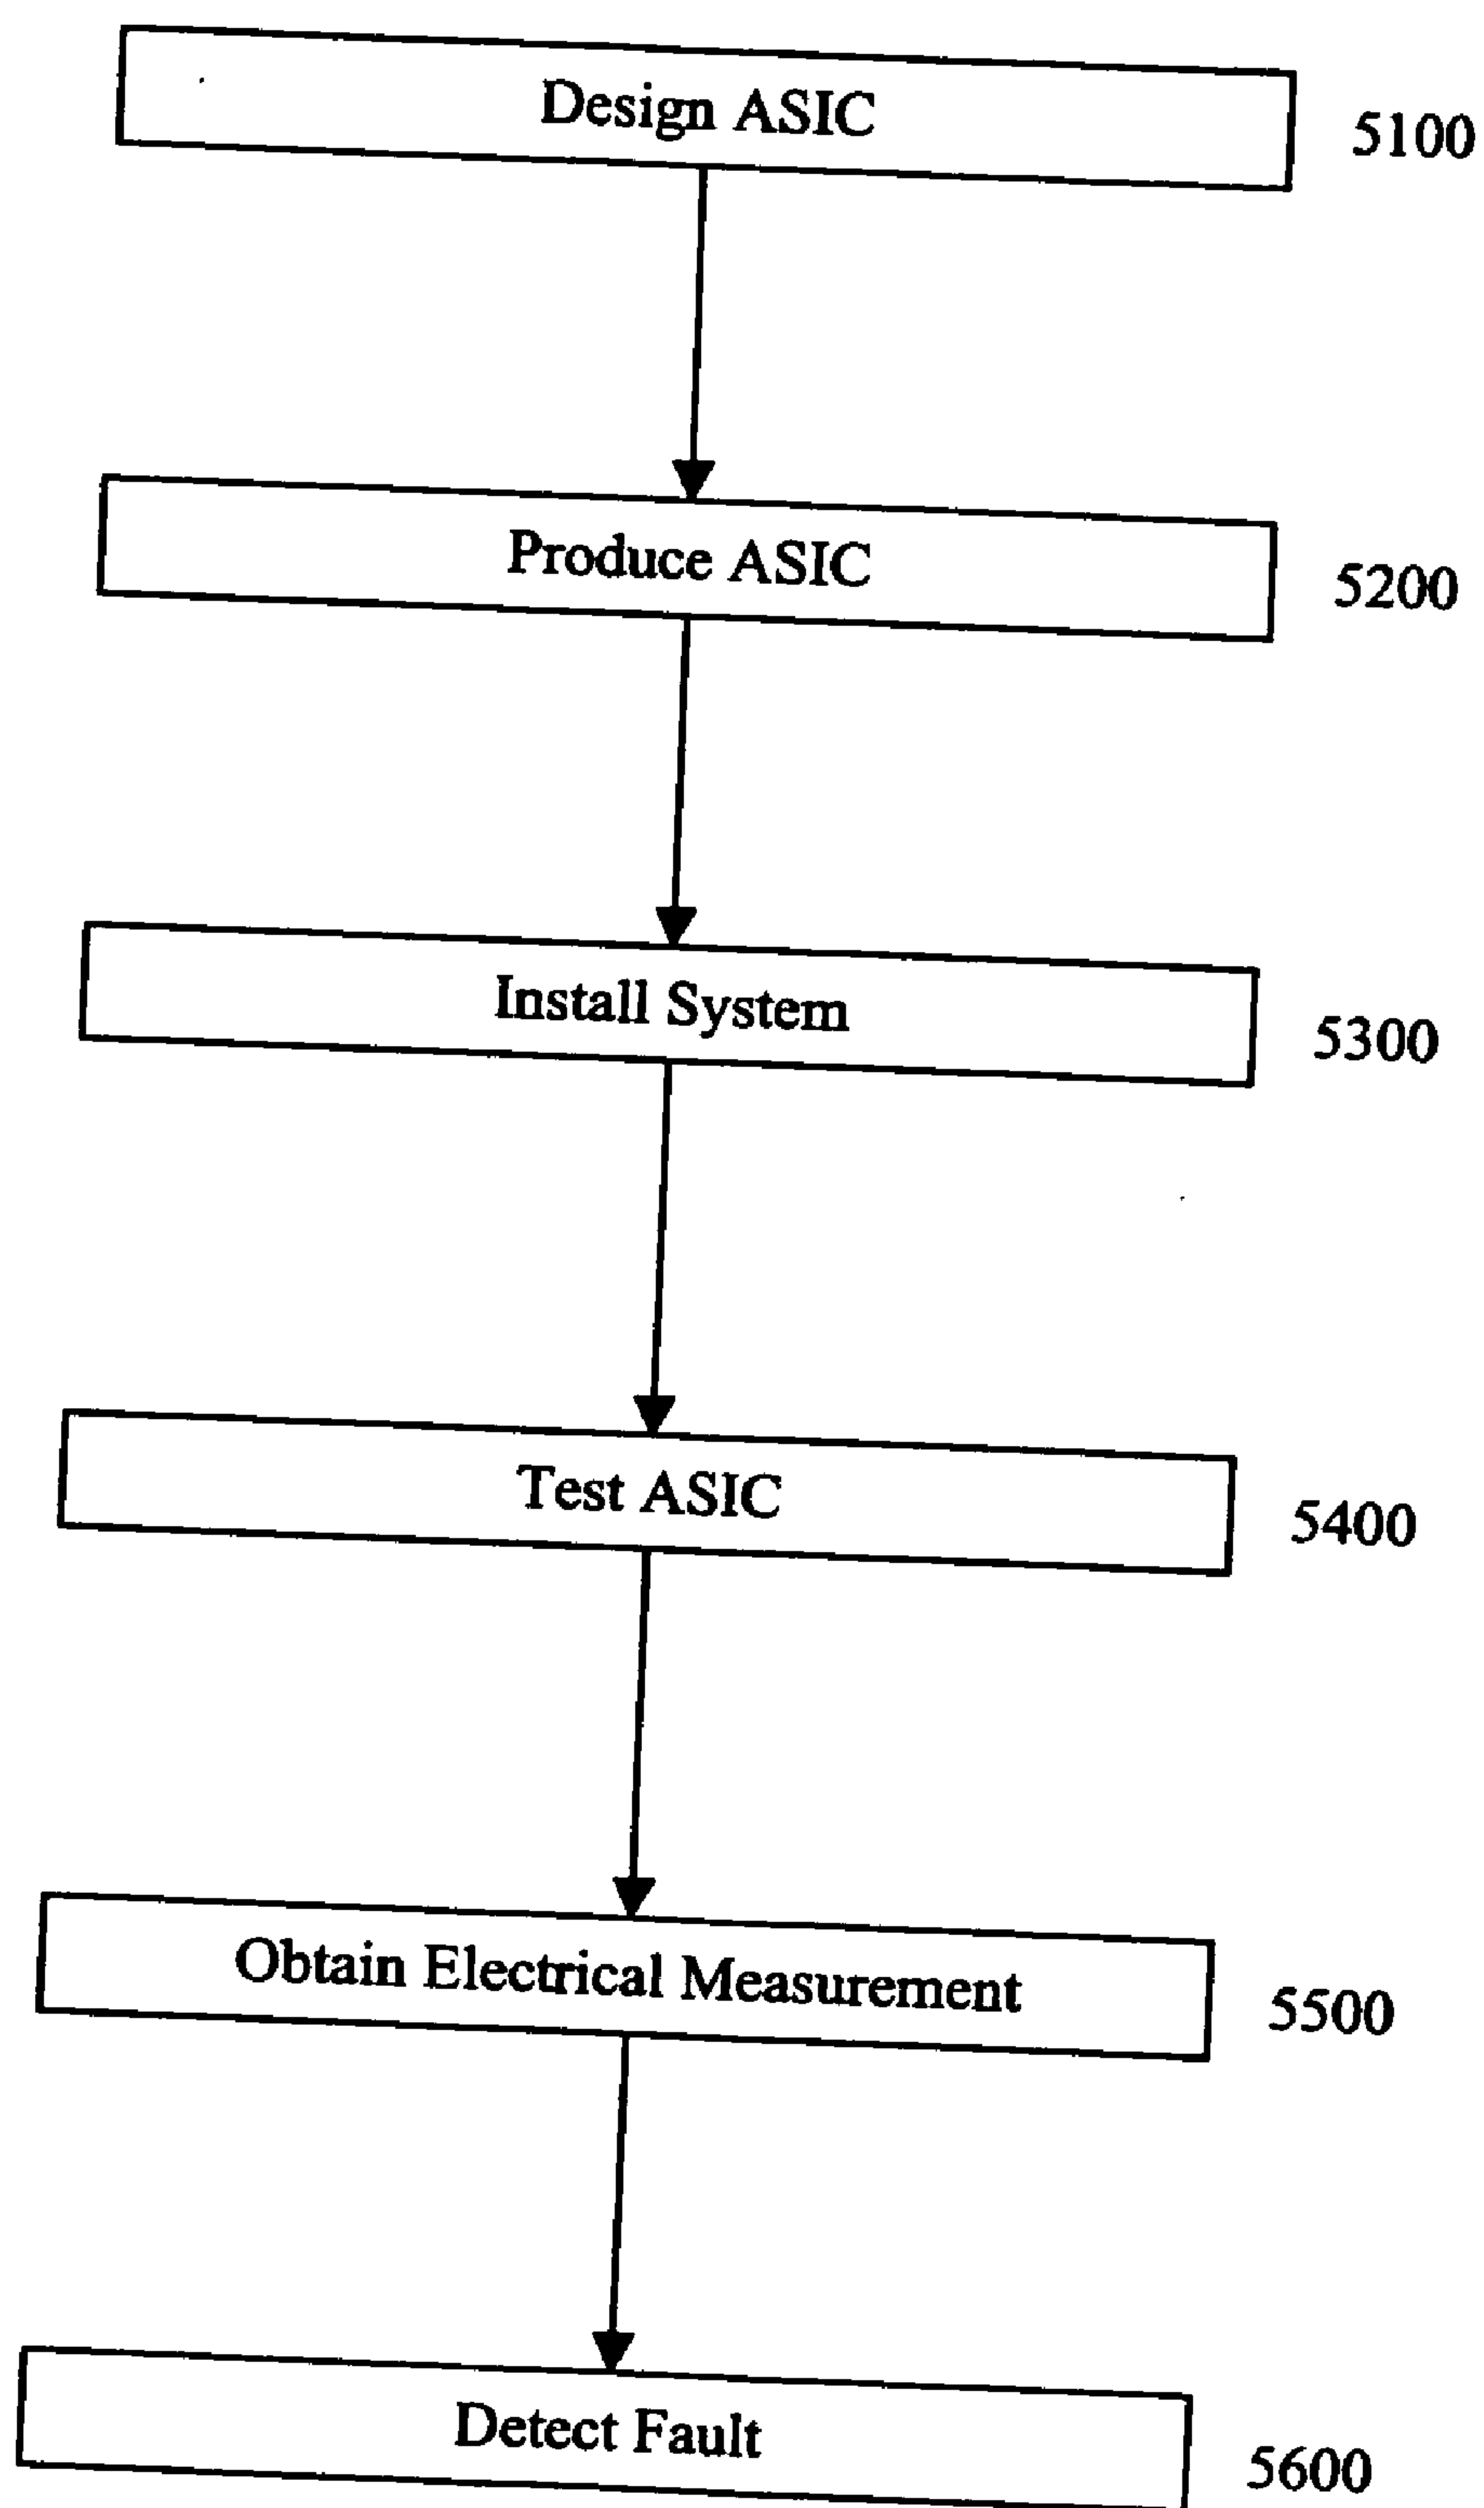 Design ASIC
5100
Produce ASIC
5200
Install System
5300
Test ASIC
5400
Obtain Electrical Measurement
5500
Detect Fault
5600